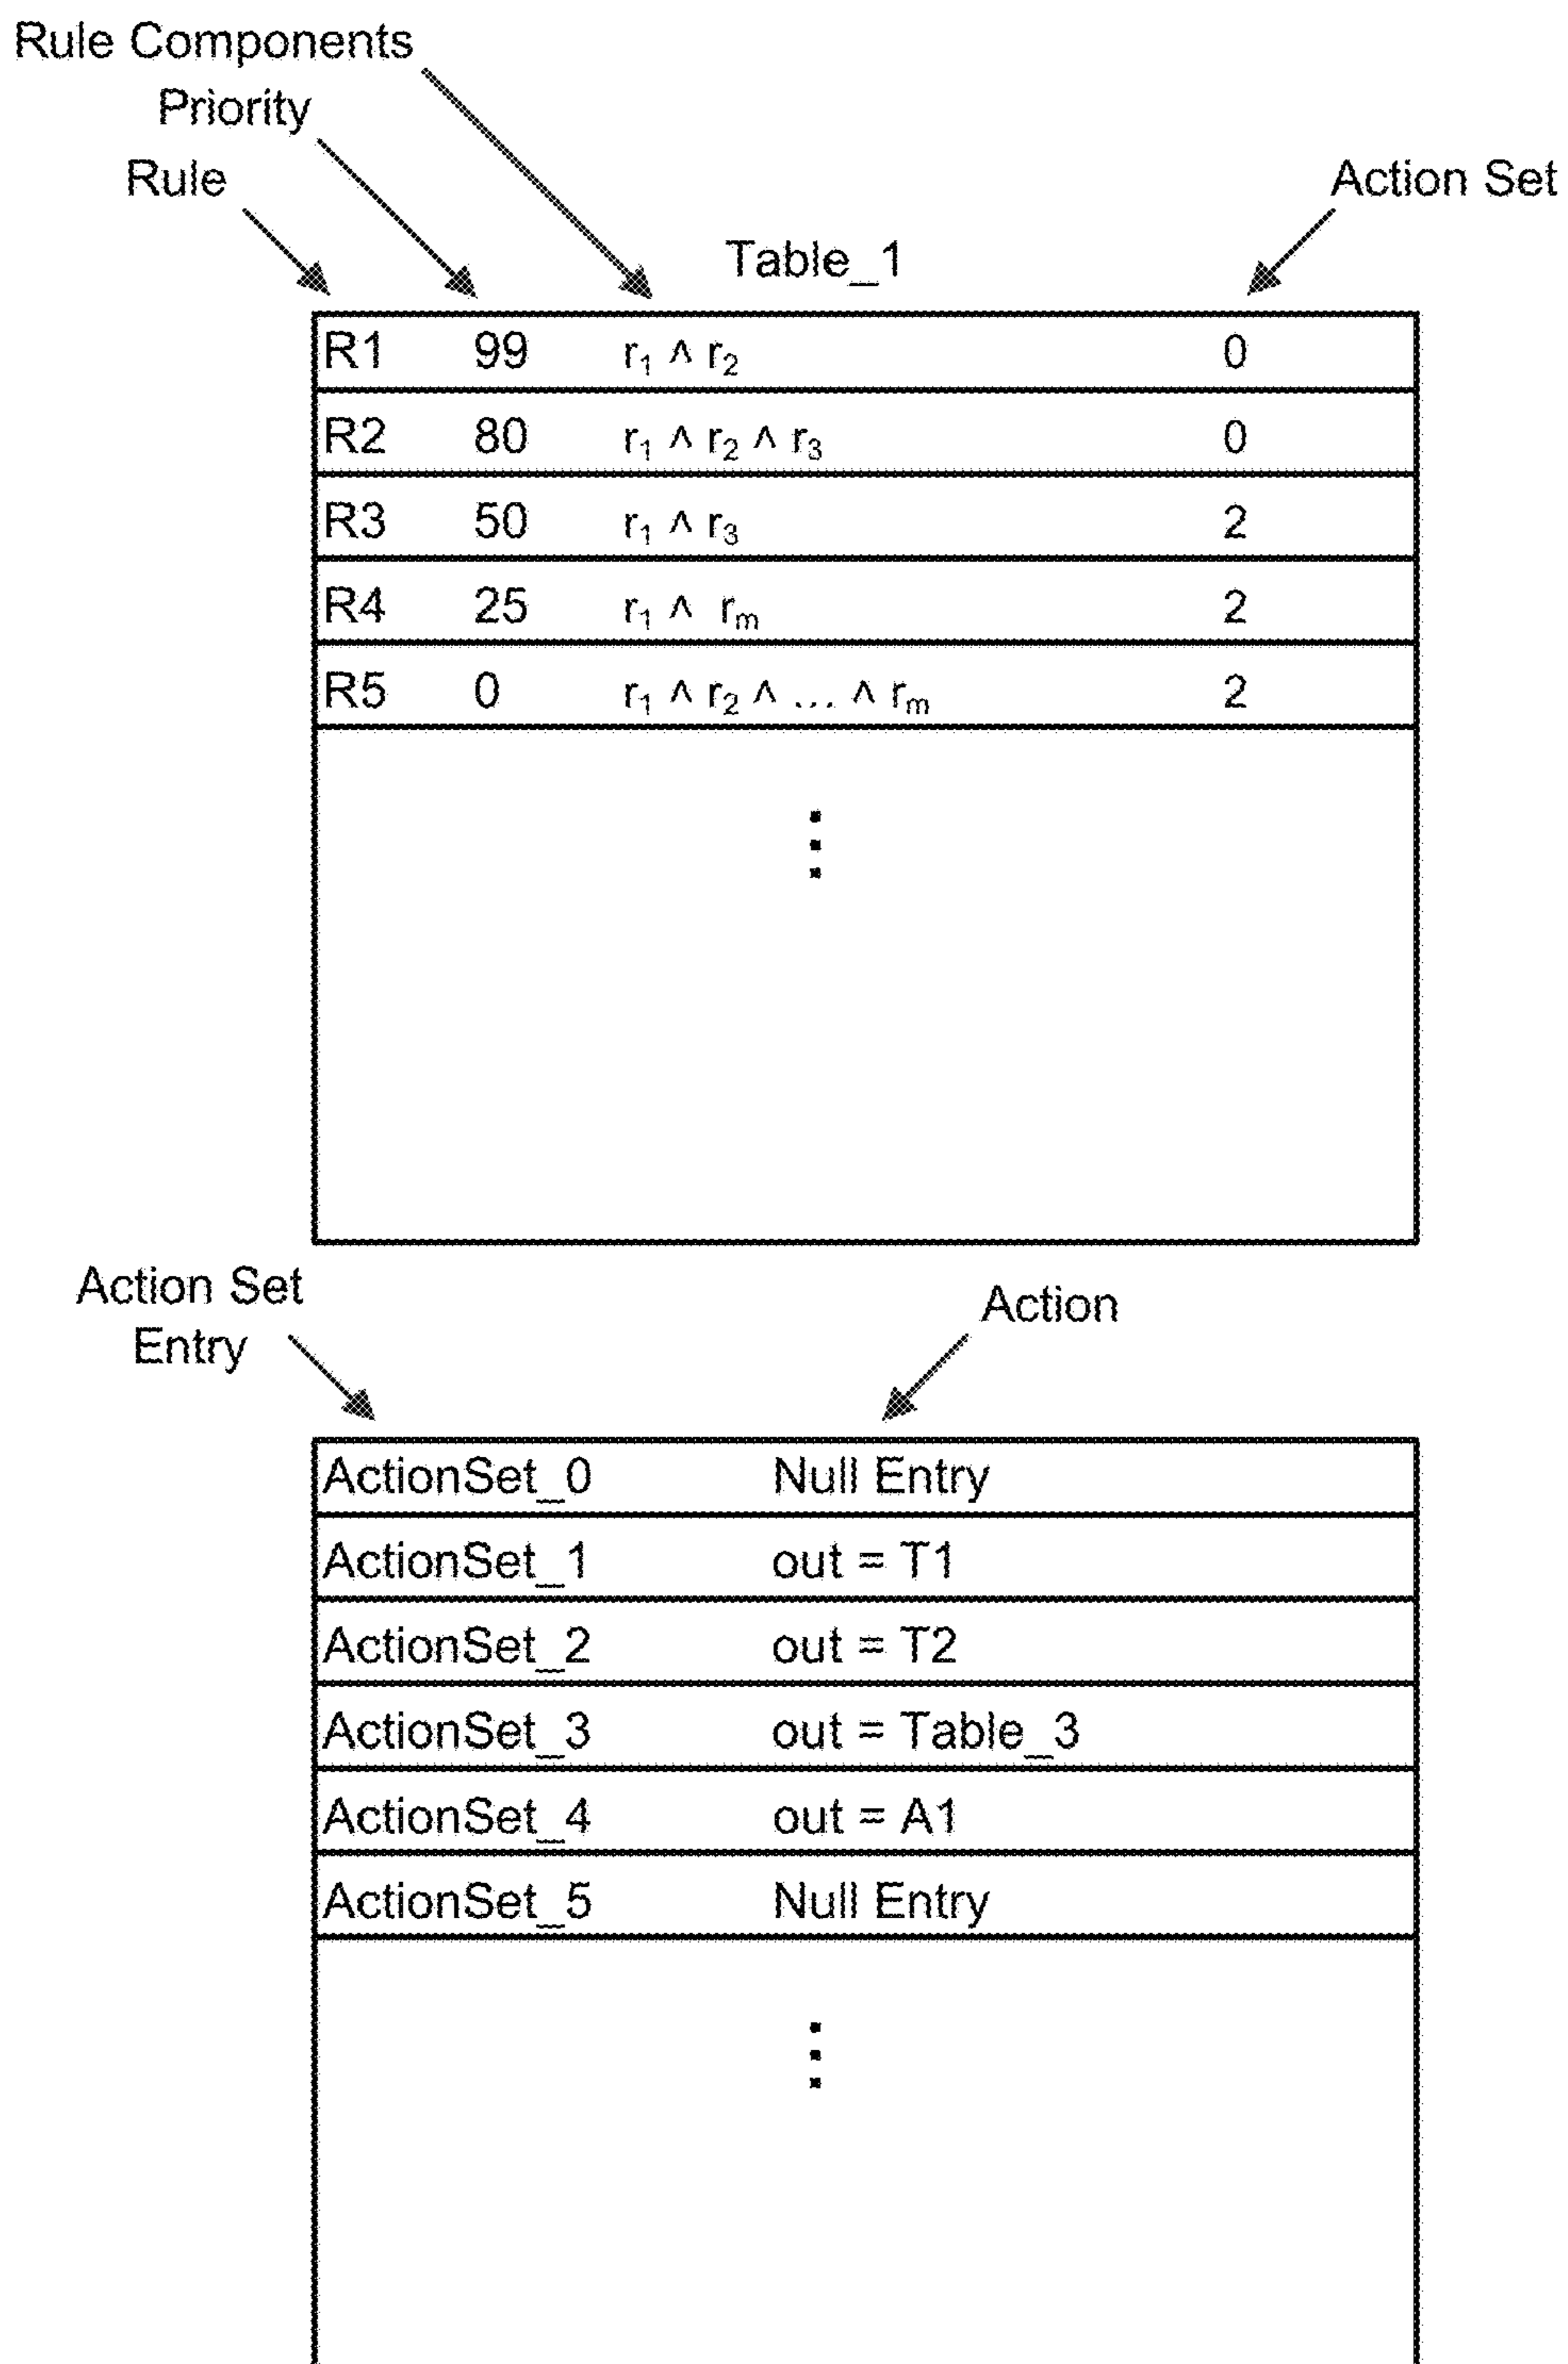 Rule Components
Priority
Rule
Action Set
Table_1
R1 99 r₁ ∧ r₂ 0
R2 80 r₁ ∧ r₂ ∧ r₃ 0
R3 50 r₁ ∧ r₃ 2
R4 25 r₁ ∧ rₘ 2
R5 0 r₁ ∧ r₂ ∧ ... ∧ rₘ 2
Action Set
Entry
Action
ActionSet_0 Null Entry
ActionSet_1 out = T1
ActionSet_2 out = T2
ActionSet_3 out = Table_3
ActionSet_4 out = A1
ActionSet_5 Null Entry